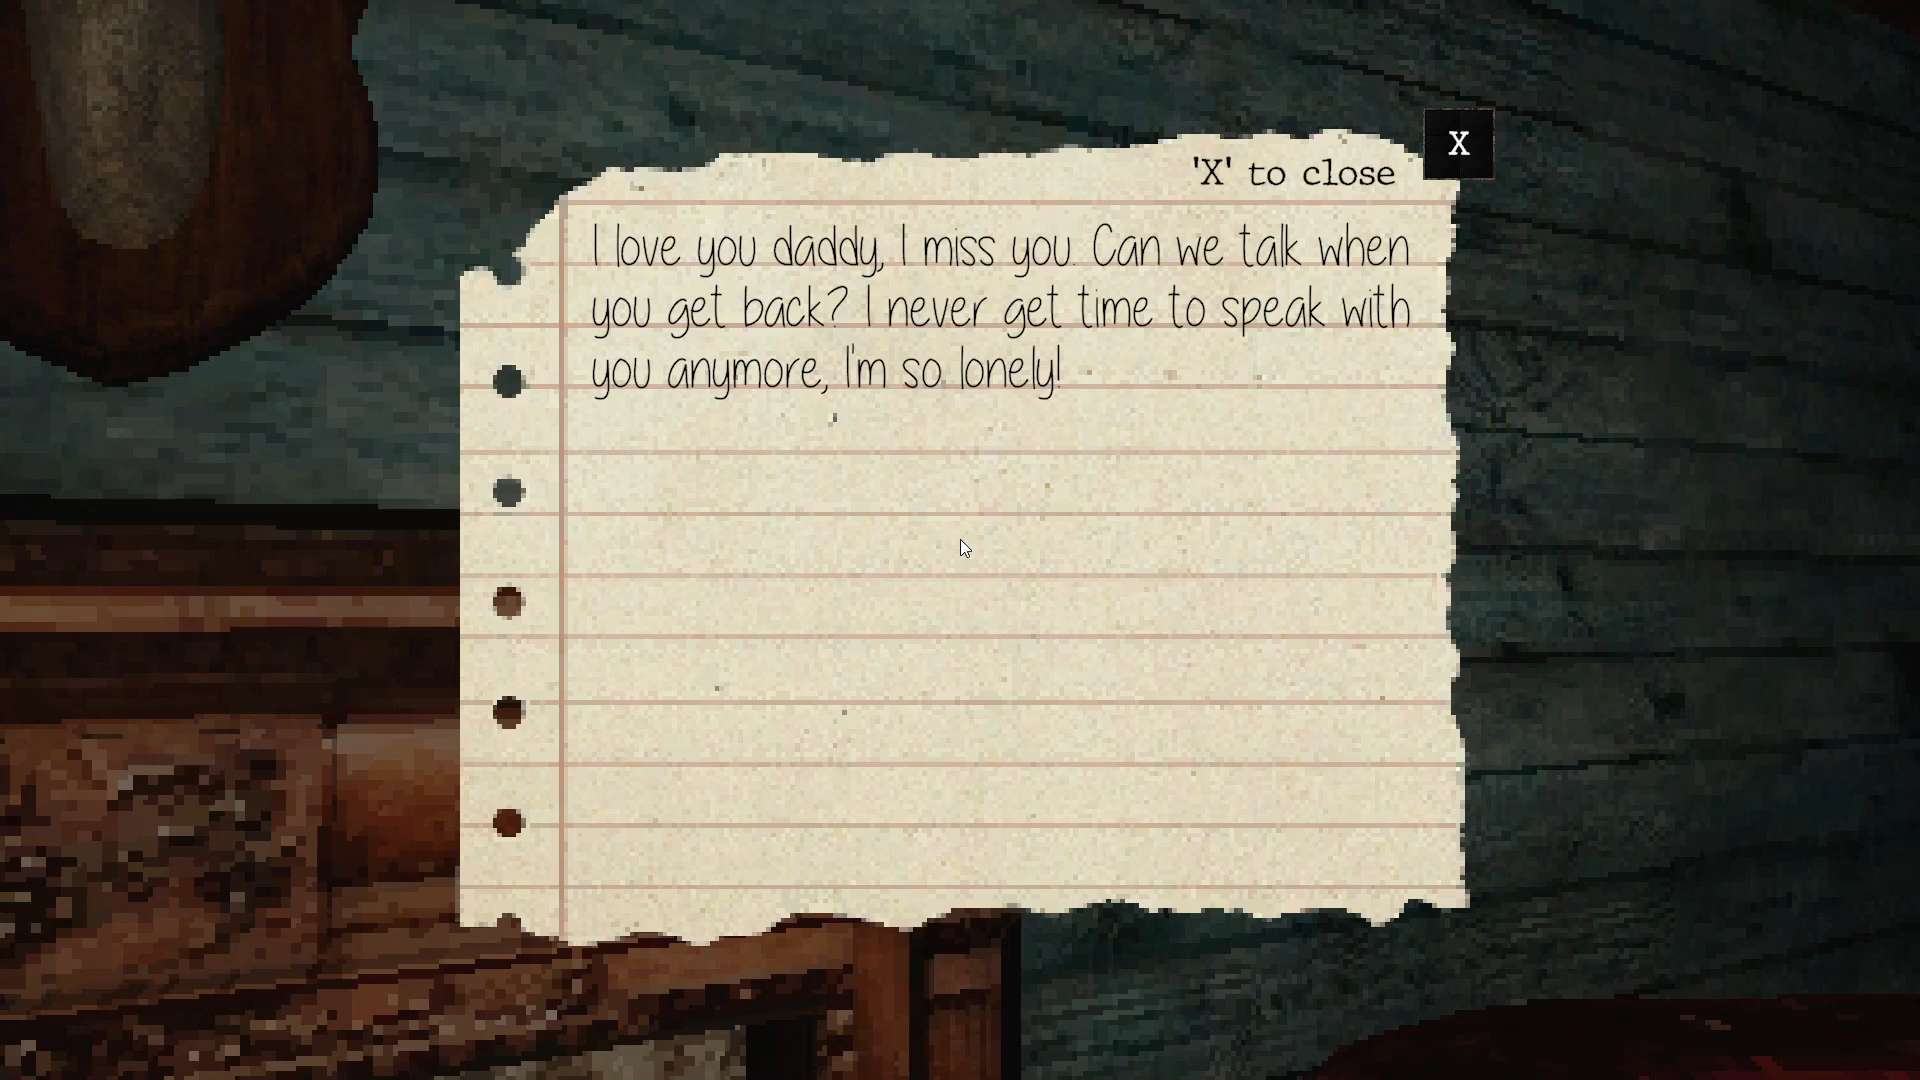 X
'X' to close
I love you daddy, I miss you. Can we talk when
you get back? I never get time to speak with
you anymore, I'm so lonely!